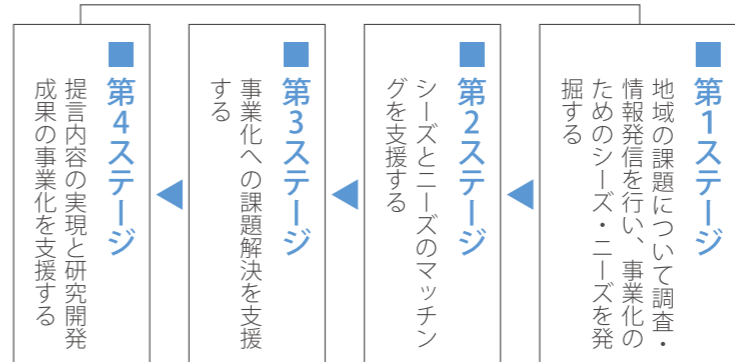 ■第1ステージ
地域の課題について調査・
情報発信を行い、事業化の
ためのシーズ・ニーズを発
掘する
■第2ステージ
シーズとニーズのマッチン
グを支援する
■第3ステージ
事業化への課題解決を支援
する
■第4ステージ
提言内容の実現と研究開発
成果の事業化を支援する